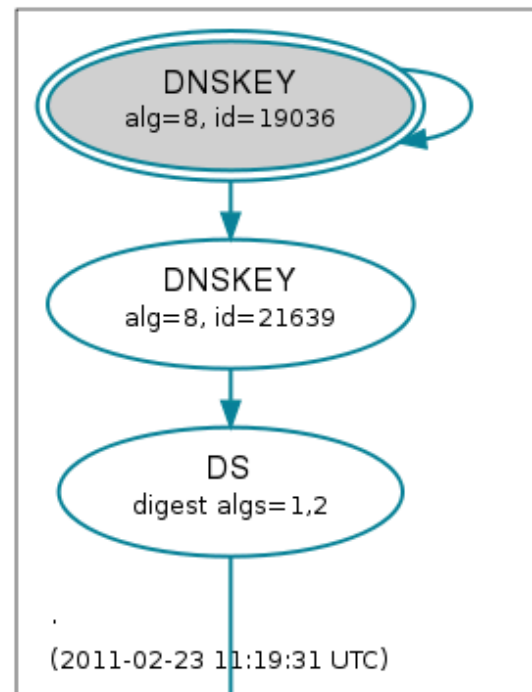 DNSKEY
alg=8, id=19036
DNSKEY
alg=8, id=21639
DS
digest algs=1,2
.
(2011-02-23 11:19:31 UTC)